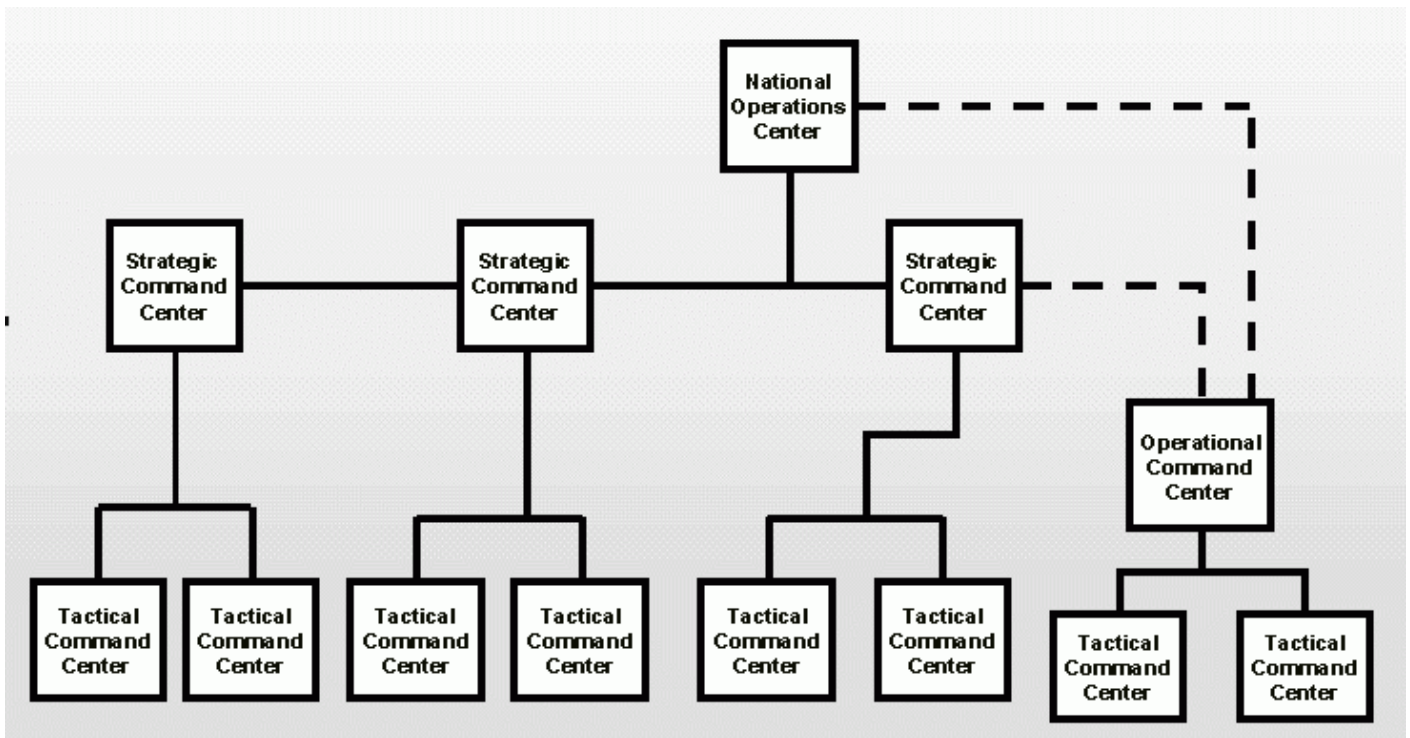 National
Operations
Center
Strategic
Command
Center
Strategic
Command
Center
Strategic
Command
Center
Operational
Command
Center
Tactical
Command
Center
Tactical
Command
Center
Tactical
Command
Center
Tactical
Command
Center
Tactical
Command
Center
Tactical
Command
Center
Tactical
Command
Center
Tactical
Command
Center